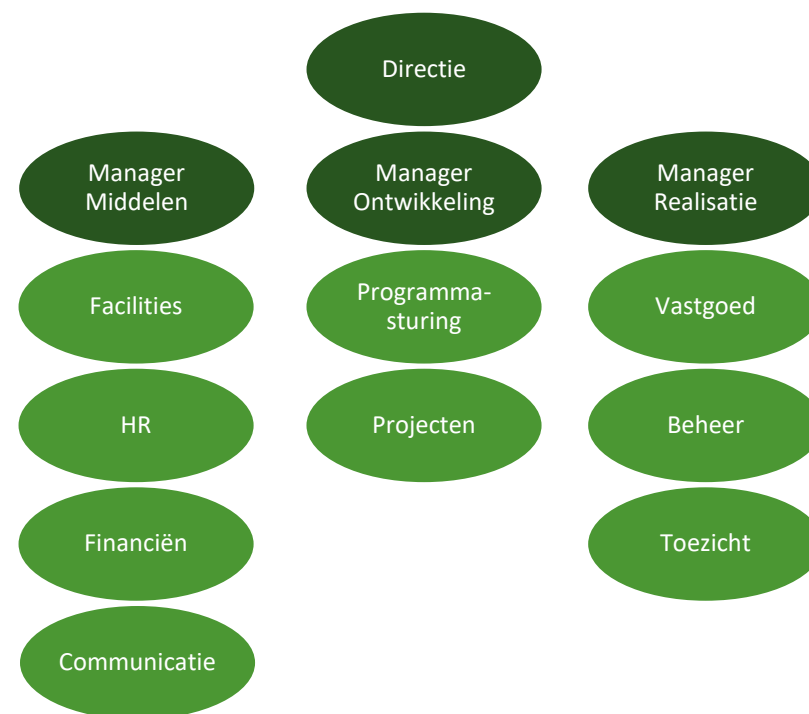 Directie
Manager
Middelen
Manager
Ontwikkeling
Manager
Realisatie
Facilities
Programma-
sturing
Vastgoed
HR
Projecten
Beheer
Financiën
Toezicht
Communicatie